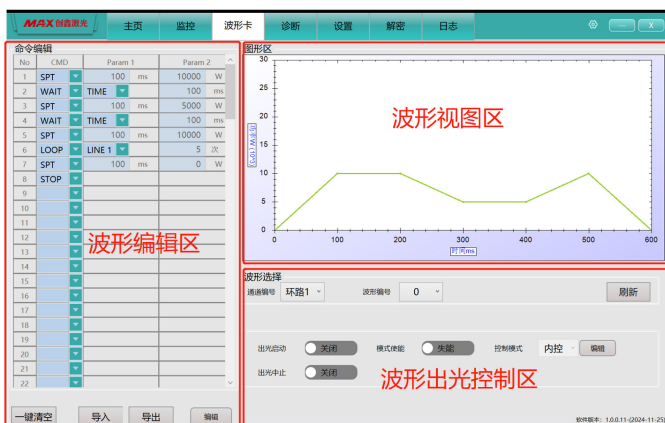 MAX创鑫激光 主页 监控 波形卡 诊断 设置 解密 日志 X
命令编辑
No CMD Param 1 Param 2
1 SPT 100 ms 10000 W
2 WAIT TIME 100 ms
3 SPT 100 ms 5000 W
4 WAIT TIME 100 ms
5 SPT 100 ms 10000 W
6 LOOP LINE 1 5 次
7 SPT 100 ms 0 W
8 STOP
9
10
11
12
13
14
15
16
17
18
19
20
21
22
波形编辑区
一键清空 导入 导出 编辑
图形区
30
25
20
15
10
5
0
功率W (10^3)
波形视图区
0 100 200 300 400 500 600
时间ms
波形选择
通道编号 环路1 波形编号 0 刷新
出光启动 关闭 模式使能 失能 控制模式 内控 编辑
出光中止 关闭
波形出光控制区
软件版本: 1.0.0.11-(2024-11-25)